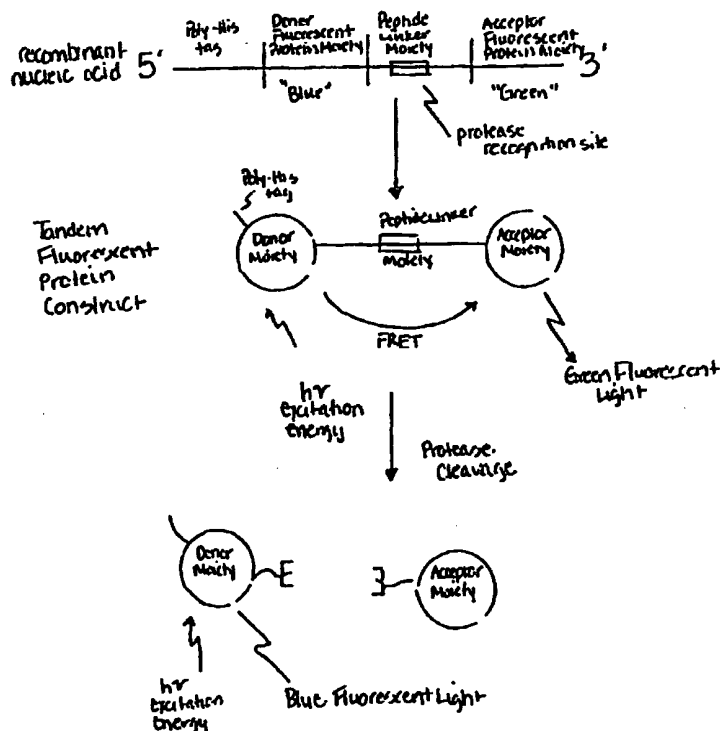 recombinant
nucleic acid
5'
Poly-His
tag
Donor
Fluorescent
Protein Moiety
"Blue"
Peptide
Linker
Moiety
Acceptor
Fluorescent
Protein Moiety
"Green"
3'
protease
recognition site
Tandem
Fluorescent
Protein
Construct
Poly-His
tag
Donor
Moiety
Peptide Linker
Moiety
Acceptor
Moiety
FRET
hν
excitation
energy
Green Fluorescent
Light
Protease
Cleavage
Donor
Moiety
Acceptor
Moiety
hν
excitation
energy
Blue Fluorescent Light